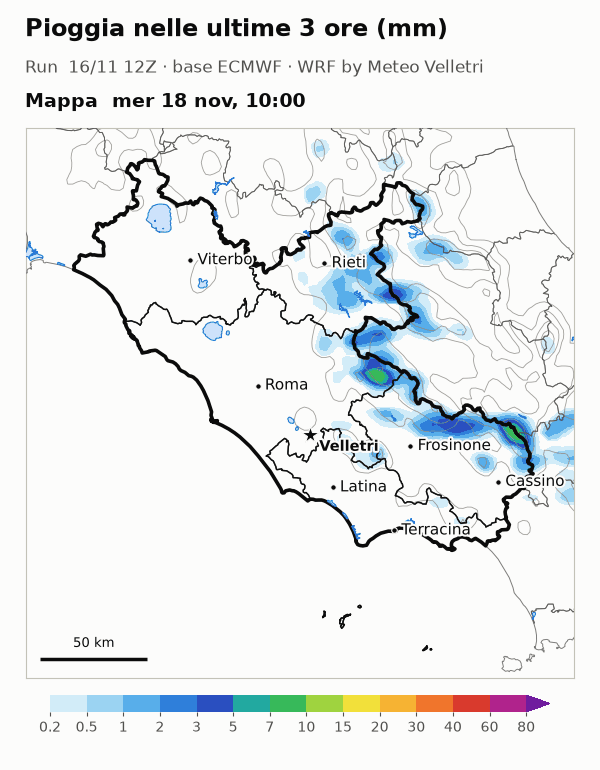 Pioggia nelle ultime 3 ore (mm)
Run  16/11 12Z · base ECMWF · WRF by Meteo Velletri
Mappa  mer 18 nov, 10:00
Viterbo
Rieti
Roma
Velletri
Frosinone
Cassino
Latina
Terracina
50 km
0.2 0.5 1 2 3 5 7 10 15 20 30 40 60 80